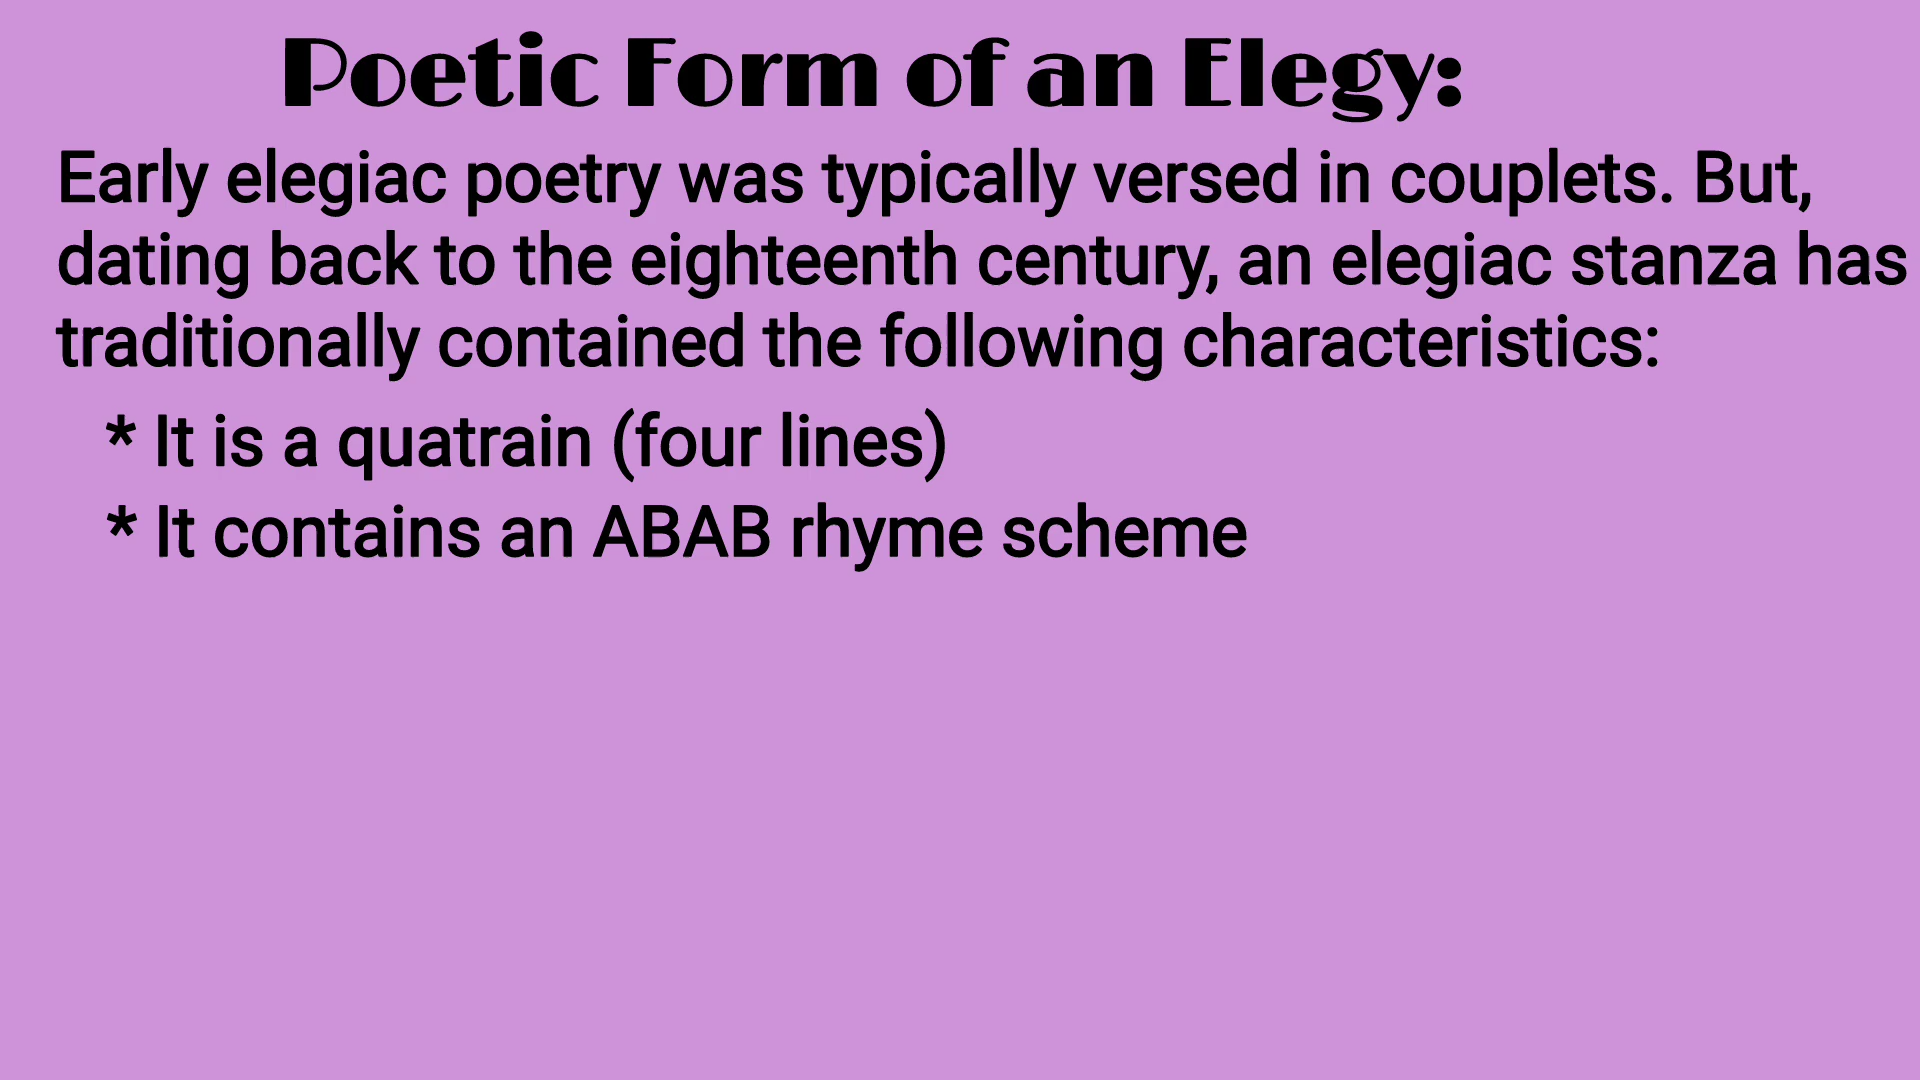 Poetic Form of an Elegy:
Early elegiac poetry was typically versed in couplets. But,
dating back to the eighteenth century, an elegiac stanza has
traditionally contained the following characteristics:
* It is a quatrain (four lines)
* It contains an ABAB rhyme scheme